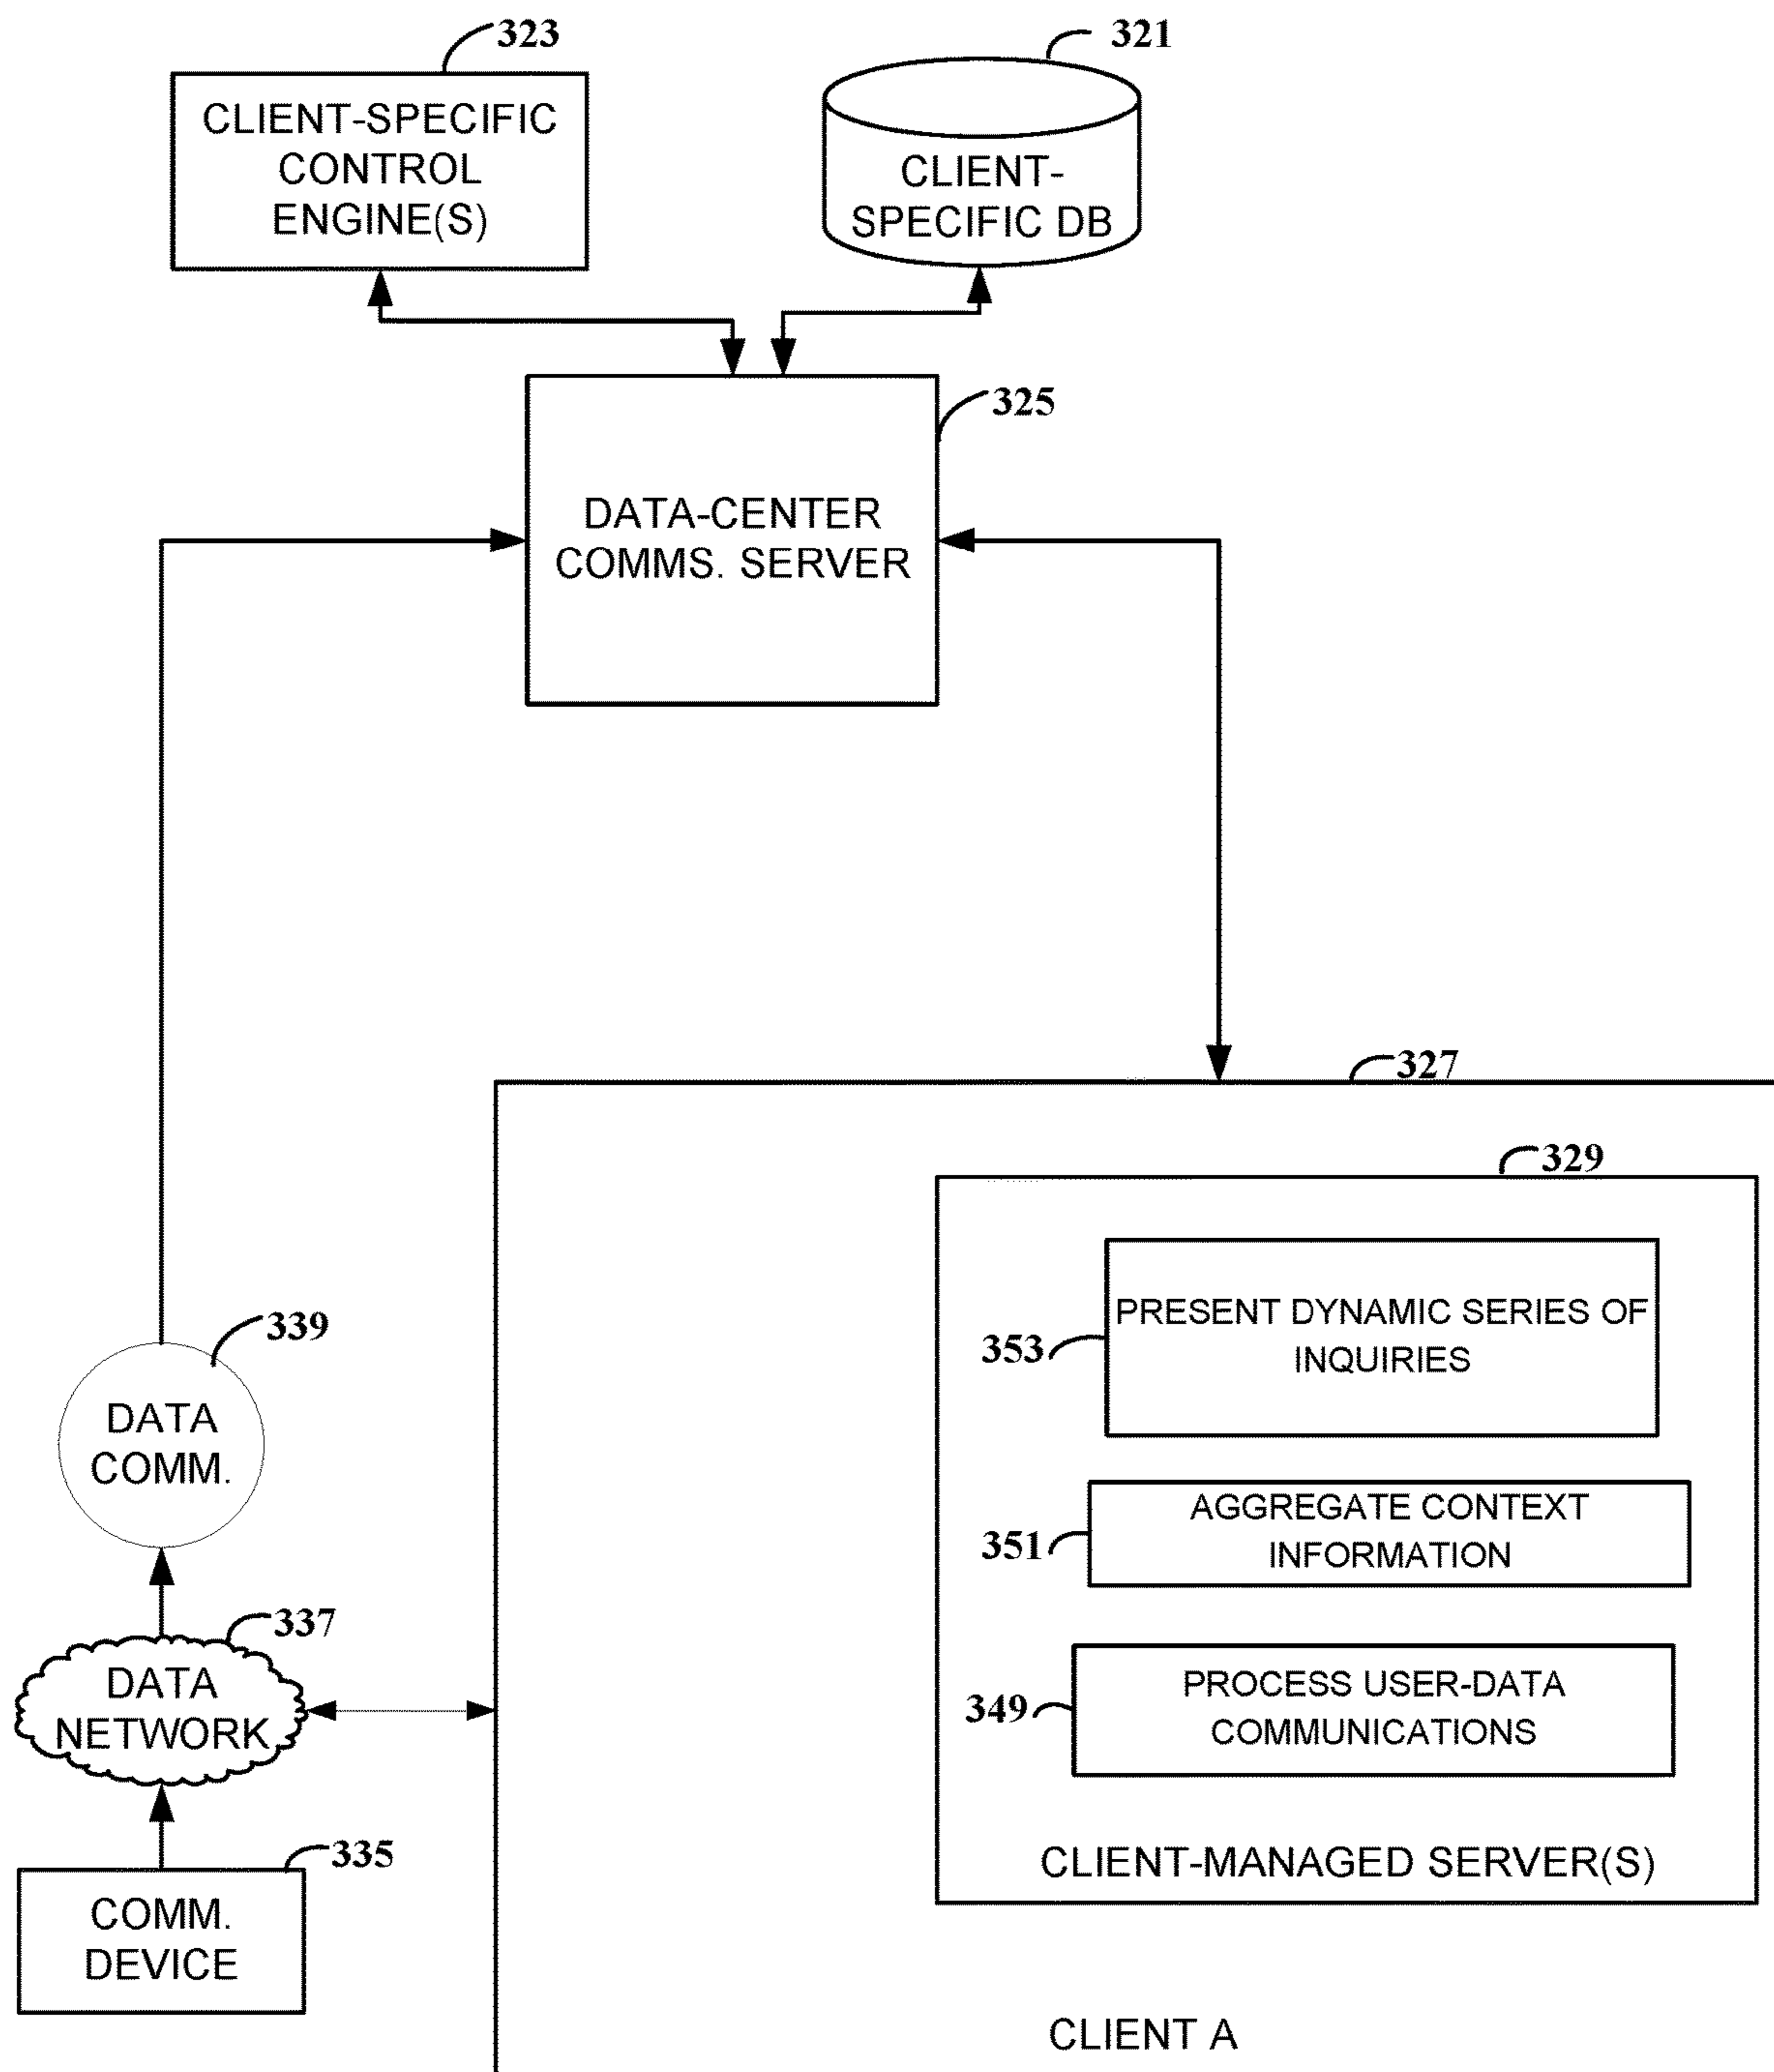 323
321
CLIENT-SPECIFIC
CONTROL
ENGINE(S)
CLIENT-
SPECIFIC DB
325
DATA-CENTER
COMMS. SERVER
327
329
PRESENT DYNAMIC SERIES OF
INQUIRIES
353
339
DATA
COMM.
AGGREGATE CONTEXT
INFORMATION
351
337
DATA
NETWORK
PROCESS USER-DATA
COMMUNICATIONS
349
335
COMM.
DEVICE
CLIENT-MANAGED SERVER(S)
CLIENT A